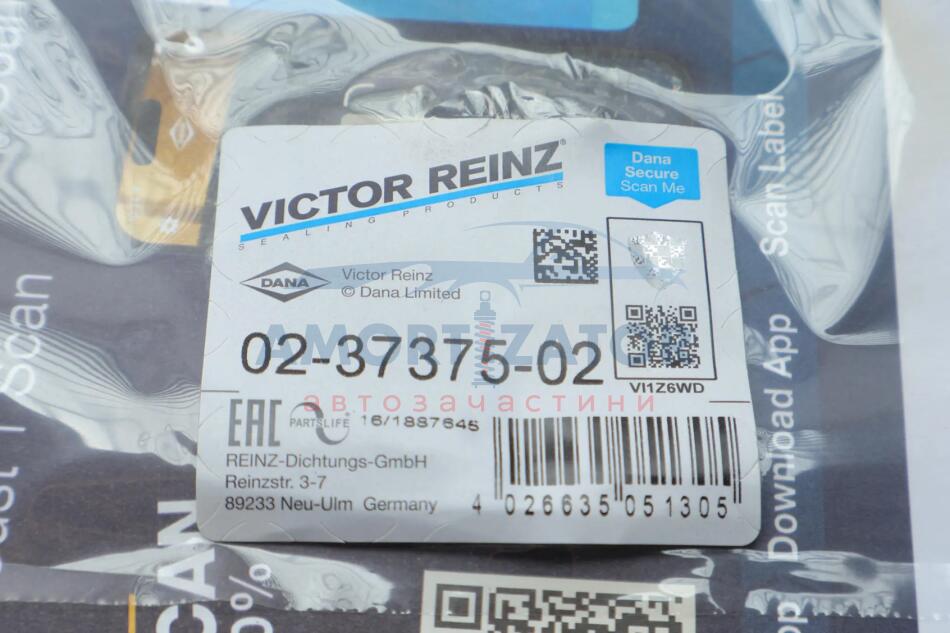 VICTOR REINZ®
SEALING PRODUCTS
Dana
Secure
Scan Me
DANA
Victor Reinz
© Dana Limited
02-37375-02
VI1Z6WD
AMORTIZATOR
автозачастини
EAC
PARTSLIFE
16/1887645
REINZ-Dichtungs-GmbH
Reinzstr. 3-7
89233 Neu-Ulm Germany
4 026635 051305
Download App
Scan Label
Scan